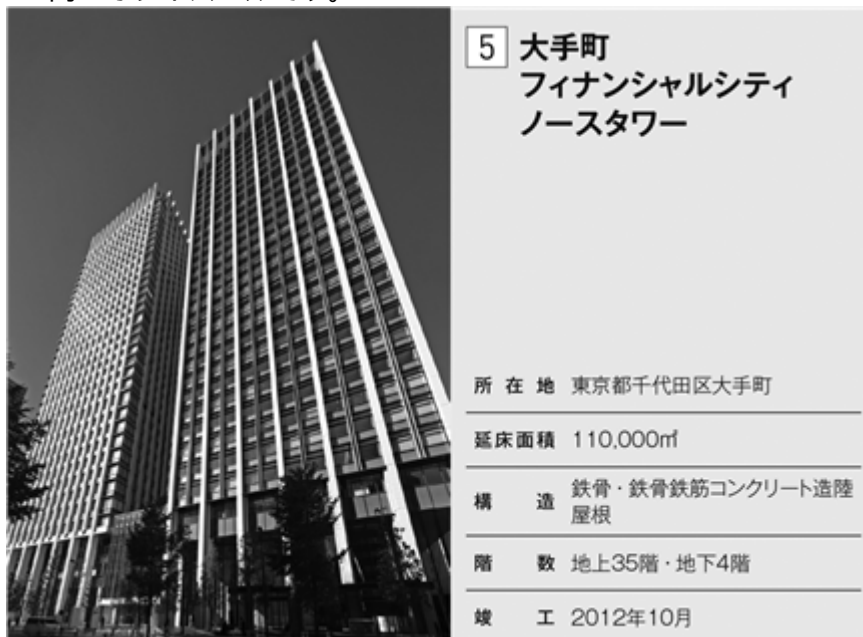 5 大手町
フィナンシャルシティ
ノースタワー
所在地 東京都千代田区大手町
延床面積 110,000㎡
構造 鉄骨・鉄骨鉄筋コンクリート造陸
屋根
階数 地上35階・地下4階
竣工 2012年10月